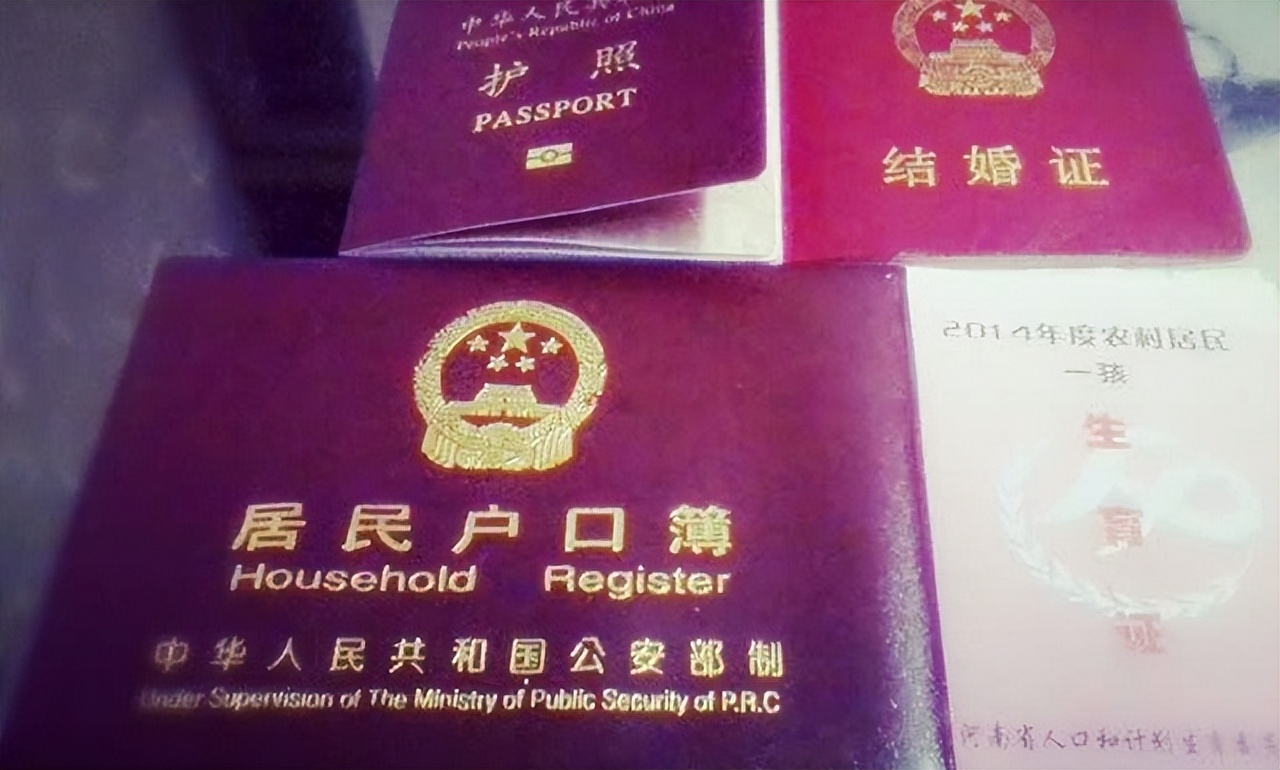 中华人民共和国
People's Republic of China
护 照
PASSPORT
结婚证
居民户口簿
Household Register
中华人民共和国公安部制
Under Supervision of The Ministry of Public Security of P.R.C
2014年度农村居民
一孩
生
育
证
河南省人口和计划生育委